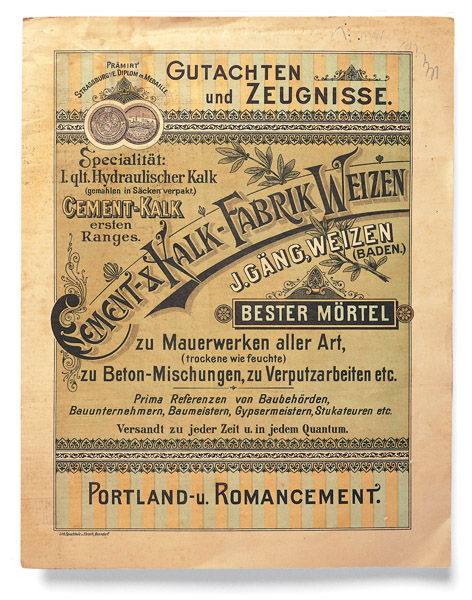 GUTACHTEN
und ZEUGNISSE.
PRÄMIRT
STRASSBURG I/E. DIPLOM u. MEDAILLE.
Specialität:
I. qlt. Hydraulischer Kalk
(gemahlen in Säcken verpakt.)
CEMENT-KALK
ersten
Ranges.
CEMENT- & KALK-FABRIK WEIZEN
J. GÄNG, WEIZEN
(BADEN.)
BESTER MÖRTEL
zu Mauerwerken aller Art,
(trockene wie feuchte)
zu Beton-Mischungen, zu Verputzarbeiten etc.
Prima Referenzen von Baubehörden,
Bauunternehmern, Baumeistern, Gypsermeistern, Stukateuren etc.
Versandt zu jeder Zeit u. in jedem Quantum.
PORTLAND- u. ROMANCEMENT.